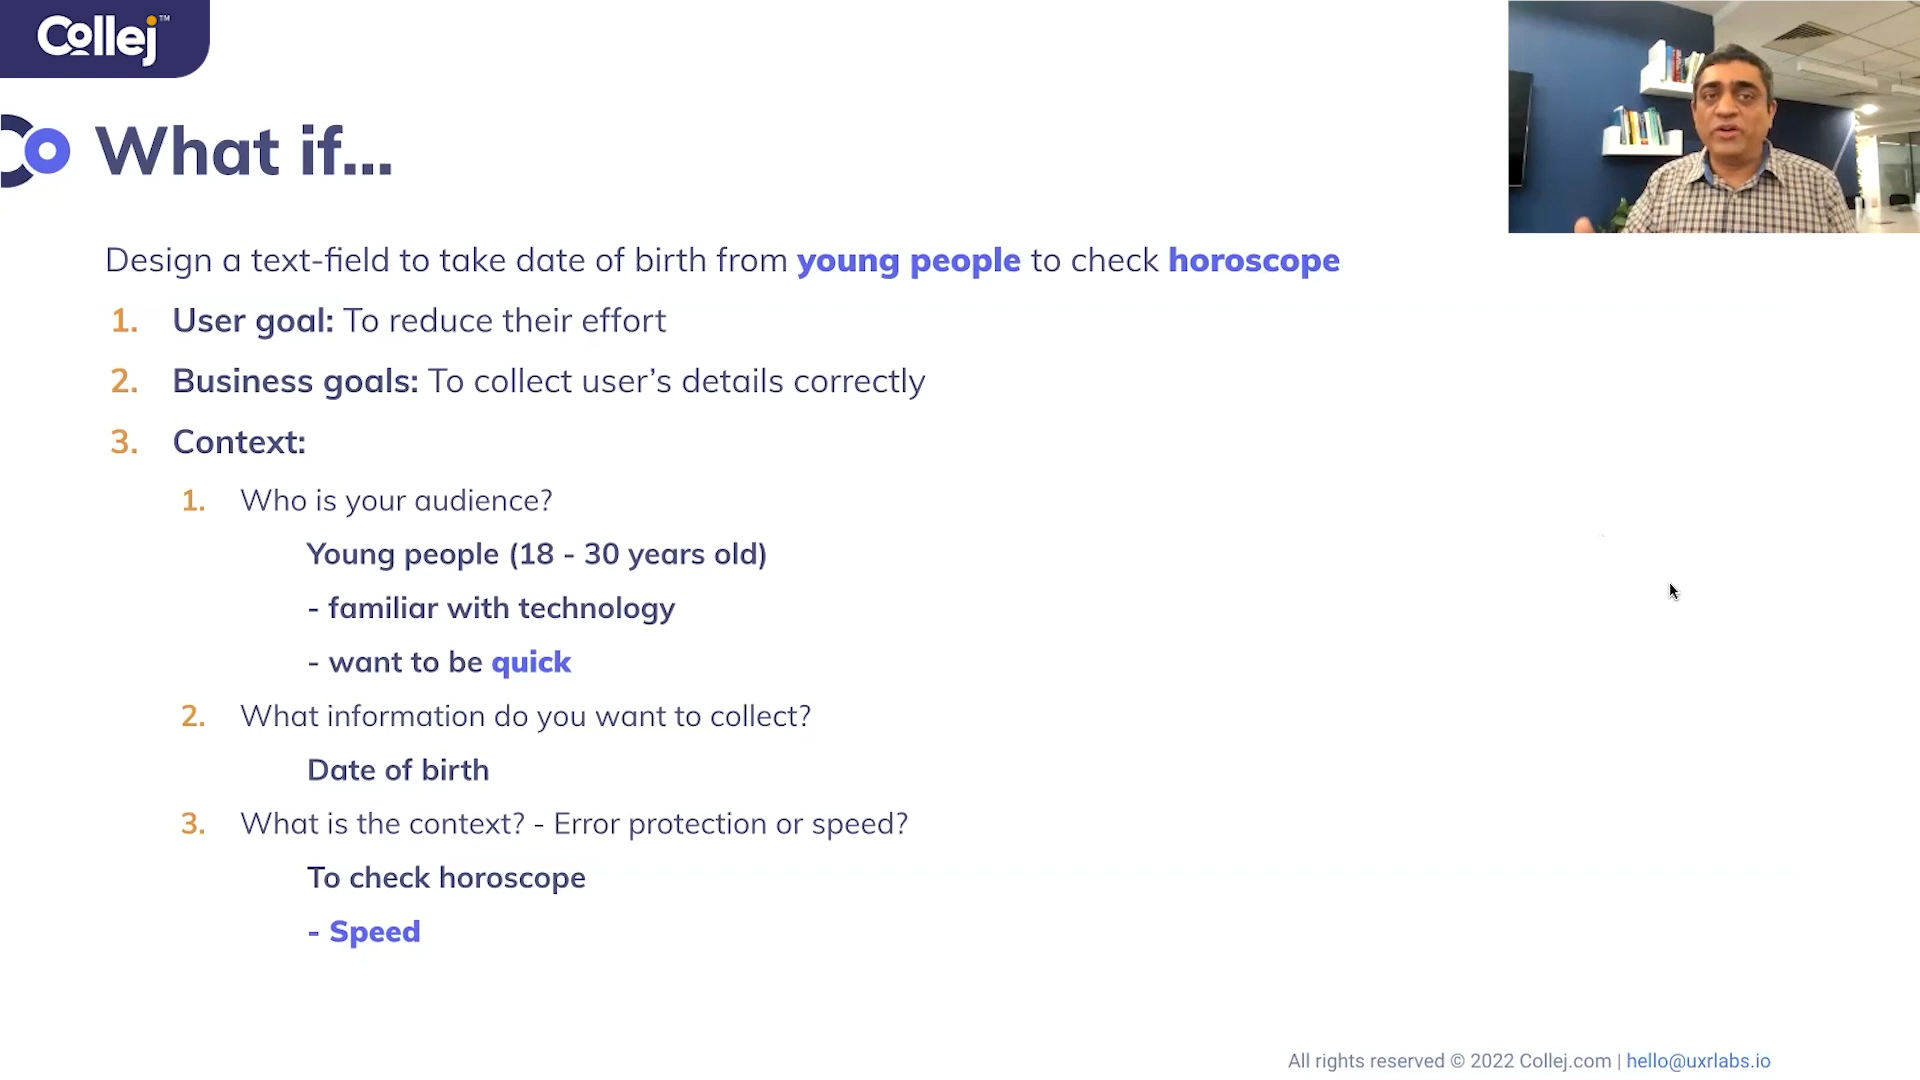 Collej™
What if...
Design a text-field to take date of birth from young people to check horoscope
1. User goal: To reduce their effort
2. Business goals: To collect user's details correctly
3. Context:
1. Who is your audience?
Young people (18 - 30 years old)
- familiar with technology
- want to be quick
2. What information do you want to collect?
Date of birth
3. What is the context? - Error protection or speed?
To check horoscope
- Speed
All rights reserved © 2022 Collej.com | hello@uxrlabs.io